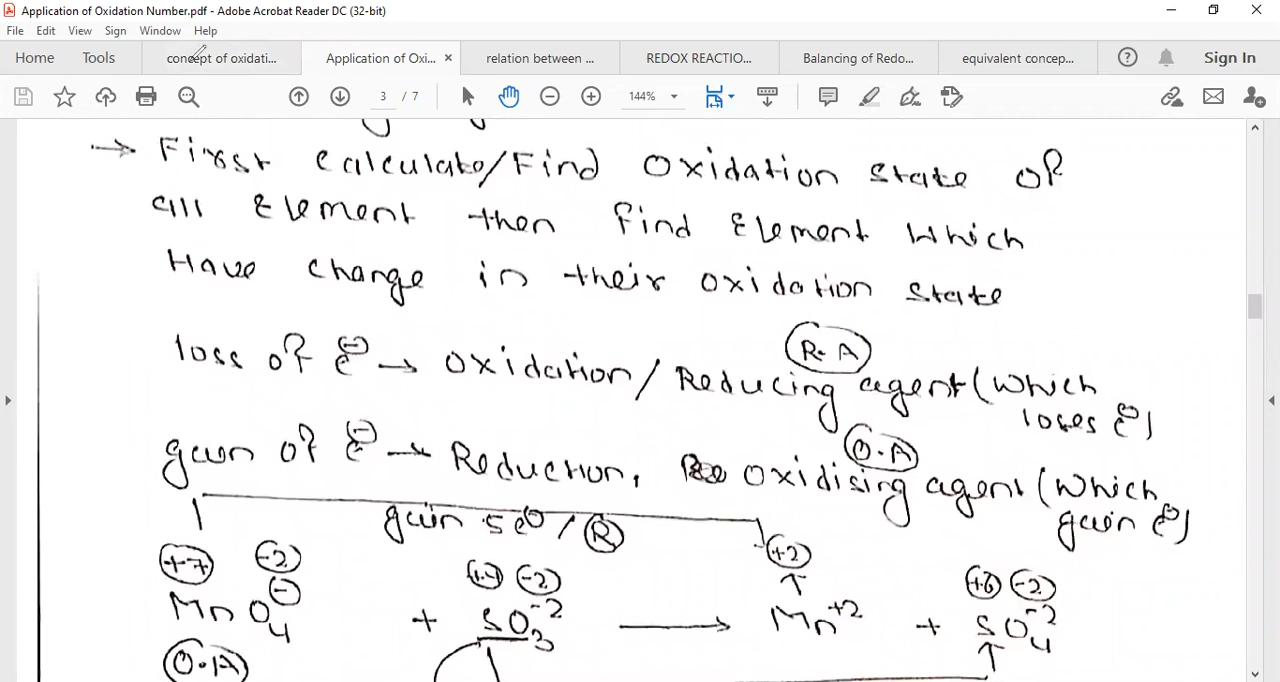 Application of Oxidation Number.pdf - Adobe Acrobat Reader DC (32-bit)
File Edit View Sign Window Help
Home Tools concept of oxidati... Application of Oxi... × relation between ... REDOX REACTIO... Balancing of Redo... equivalent concep... Sign In
3 / 7 144%
→ First calculate/Find oxidation state of
all Element then find Element which
Have change in their oxidation state
R.A
loss of e⊖ → Oxidation/Reducing agent(which
loses e⊖)
O.A
gain of e⊖ → Reduction, oxidising agent(which
gain e⊖)
gain 5e⊖/ R
+7 -2 +4 -2 +2 +6 -2
MnO₄⊖ + SO₃⁻² → Mn⁺² + SO₄⁻²
O.A